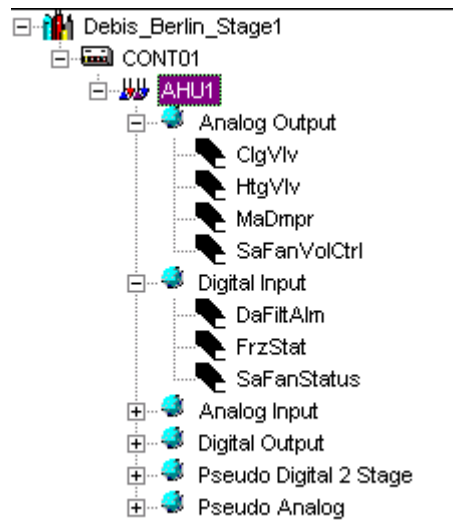 Debis_Berlin_Stage1
CONT01
AHU1
Analog Output
ClgVlv
HtgVlv
MaDmpr
SaFanVolCtrl
Digital Input
DaFiltAlm
FrzStat
SaFanStatus
Analog Input
Digital Output
Pseudo Digital 2 Stage
Pseudo Analog